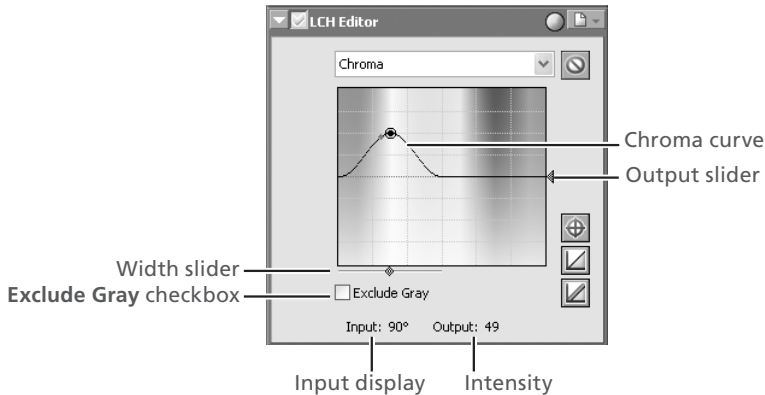 LCH Editor
Chroma
Chroma curve
Output slider
Width slider
Exclude Gray checkbox
Exclude Gray
Input: 90° Output: 49
Input display
Intensity